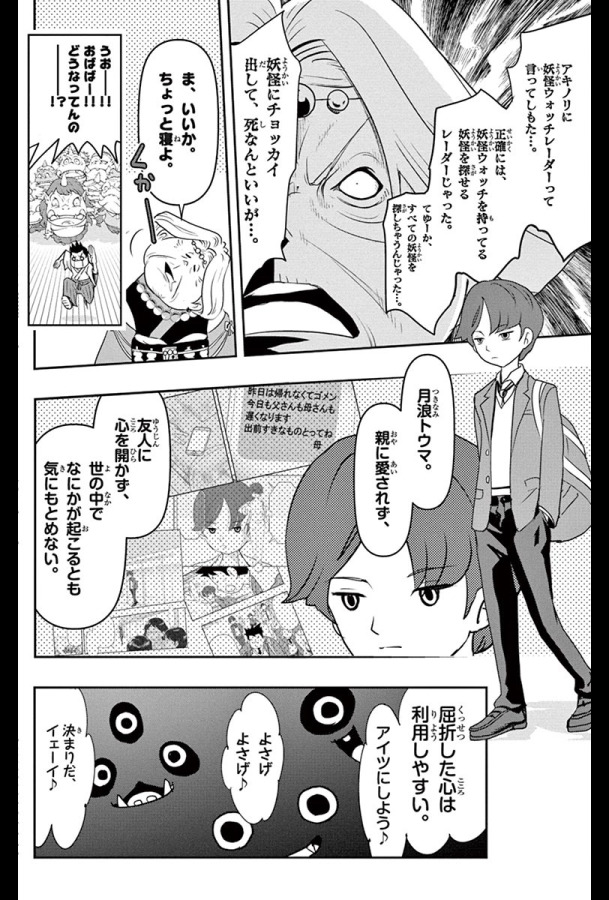 アキノリに
妖怪ウォッチレーダーって
言ってしもた…。
正確には、
妖怪ウォッチを持ってる
妖怪を探せる
レーダーじゃった。
てゆーか、
すべての妖怪を
探しちゃうんじゃった…。
妖怪にチョッカイ
出して、死なんといいが…。
ま、いいか。
ちょっと寝よ。
くかー
うお――!!
おばば――!!
どうなってんの
――!?
月浪トウマ。
親に愛されず、
昨日は帰れなくてゴメン
今日も父さんも母さんも
遅くなります
出前すきなものとってね
母
友人に
心を開かず、
世の中で
なにかが起こるとも
気にもとめない。
屈折した心は
利用しやすい。
アイツにしよう♪
よさげ
よさげ♪
決まりだ、
イェーイ♪